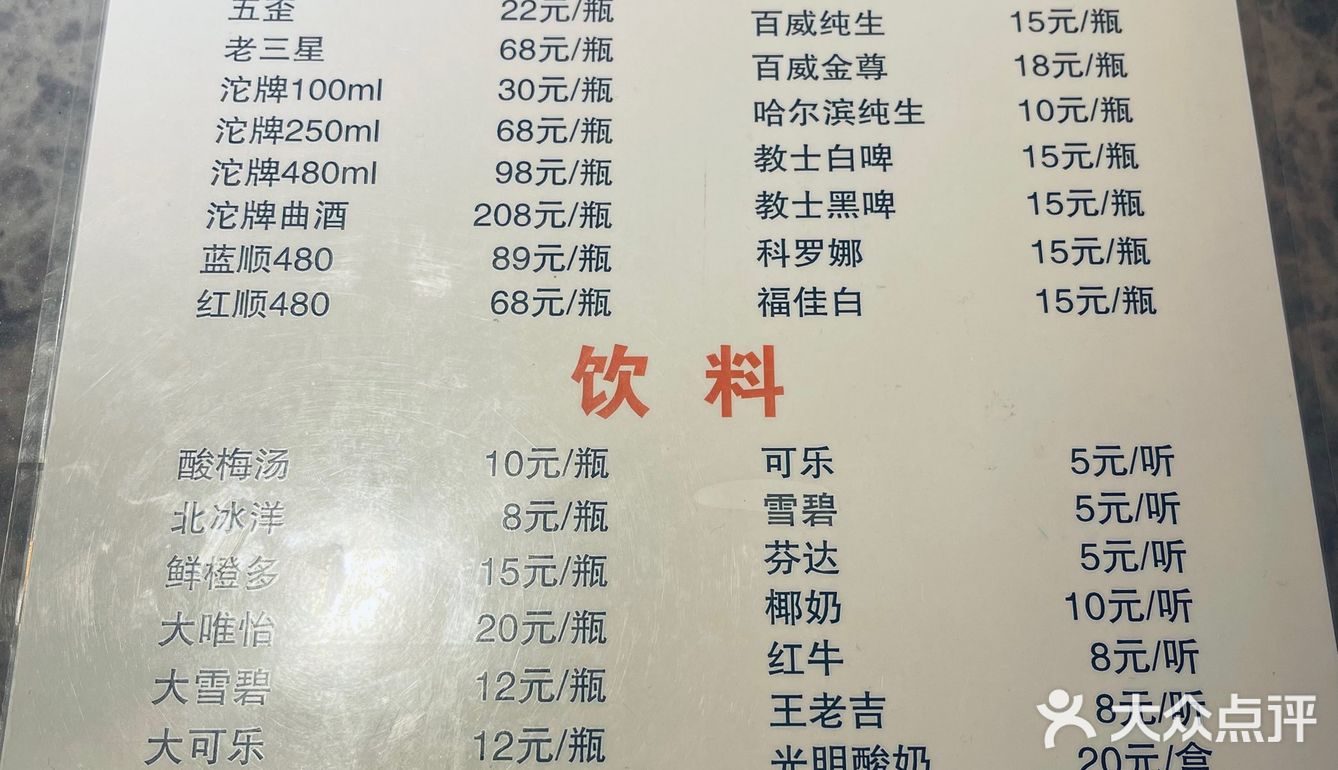 五歪 22元/瓶
老三星 68元/瓶
沱牌100ml 30元/瓶
沱牌250ml 68元/瓶
沱牌480ml 98元/瓶
沱牌曲酒 208元/瓶
蓝顺480 89元/瓶
红顺480 68元/瓶
百威纯生 15元/瓶
百威金尊 18元/瓶
哈尔滨纯生 10元/瓶
教士白啤 15元/瓶
教士黑啤 15元/瓶
科罗娜 15元/瓶
福佳白 15元/瓶
饮料
酸梅汤 10元/瓶
北冰洋 8元/瓶
鲜橙多 15元/瓶
大唯怡 20元/瓶
大雪碧 12元/瓶
大可乐 12元/瓶
可乐 5元/听
雪碧 5元/听
芬达 5元/听
椰奶 10元/听
红牛 8元/听
王老吉 8元/听
光明酸奶 20元/盒
大众点评